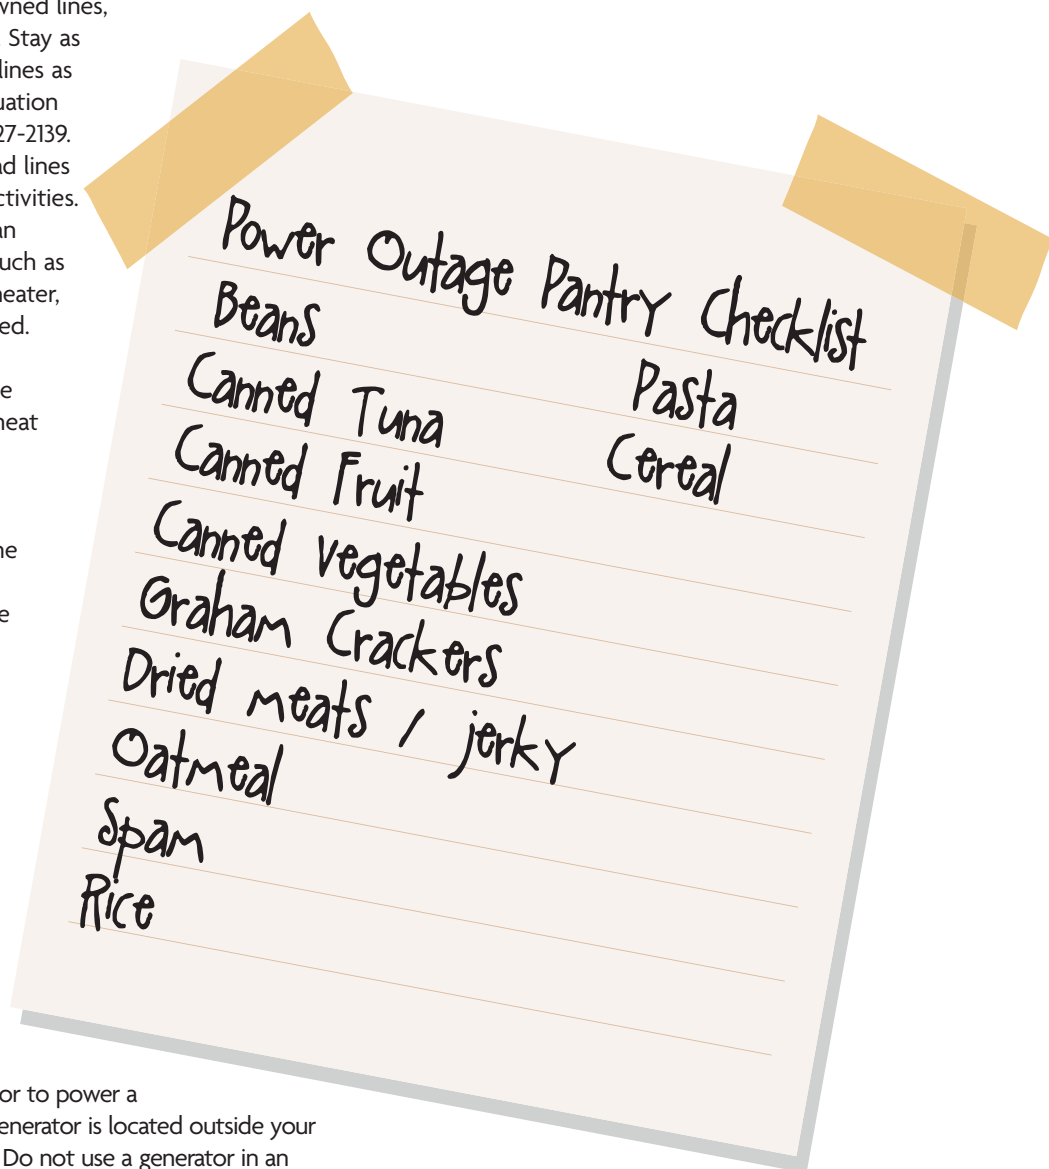 wned lines,
Stay as
lines as
uation
27-2139.
ad lines
ctivities.
an
uch as
heater,
ed.
e
heat
ne
e
Power Outage Pantry Checklist
Beans
Canned Tuna
Canned Fruit
Canned vegetables
Graham Crackers
Dried meats / jerky
Oatmeal
Spam
Rice
Pasta
Cereal
or to power a
enerator is located outside your
Do not use a generator in an